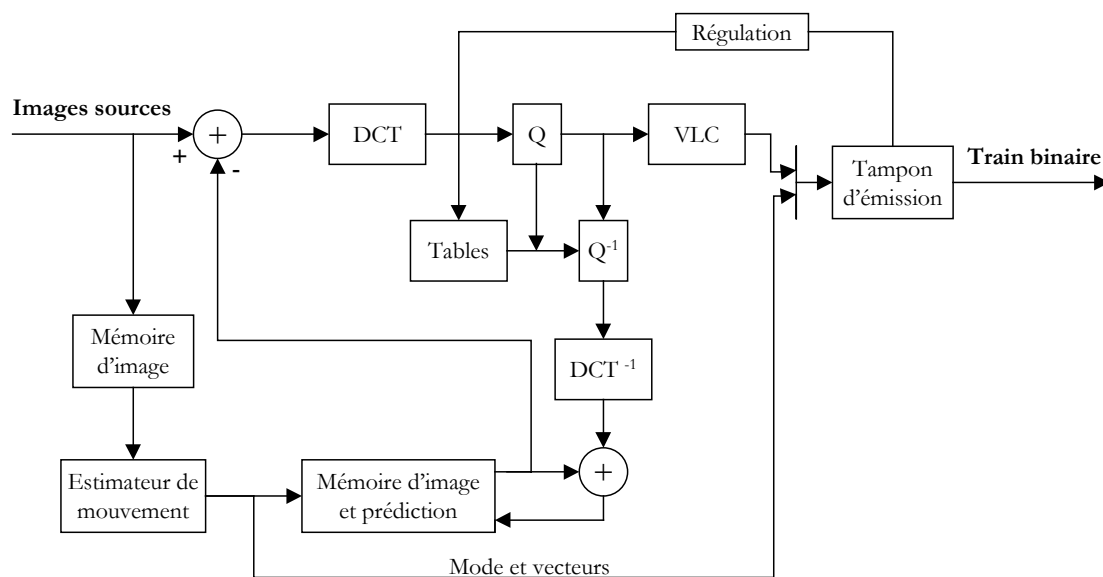 Régulation
Images sources
+
+
-
DCT
Q
VLC
Tampon
d'émission
Train binaire
Tables
Q-1
Mémoire
d'image
DCT -1
Estimateur de
mouvement
Mémoire d'image
et prédiction
+
Mode et vecteurs